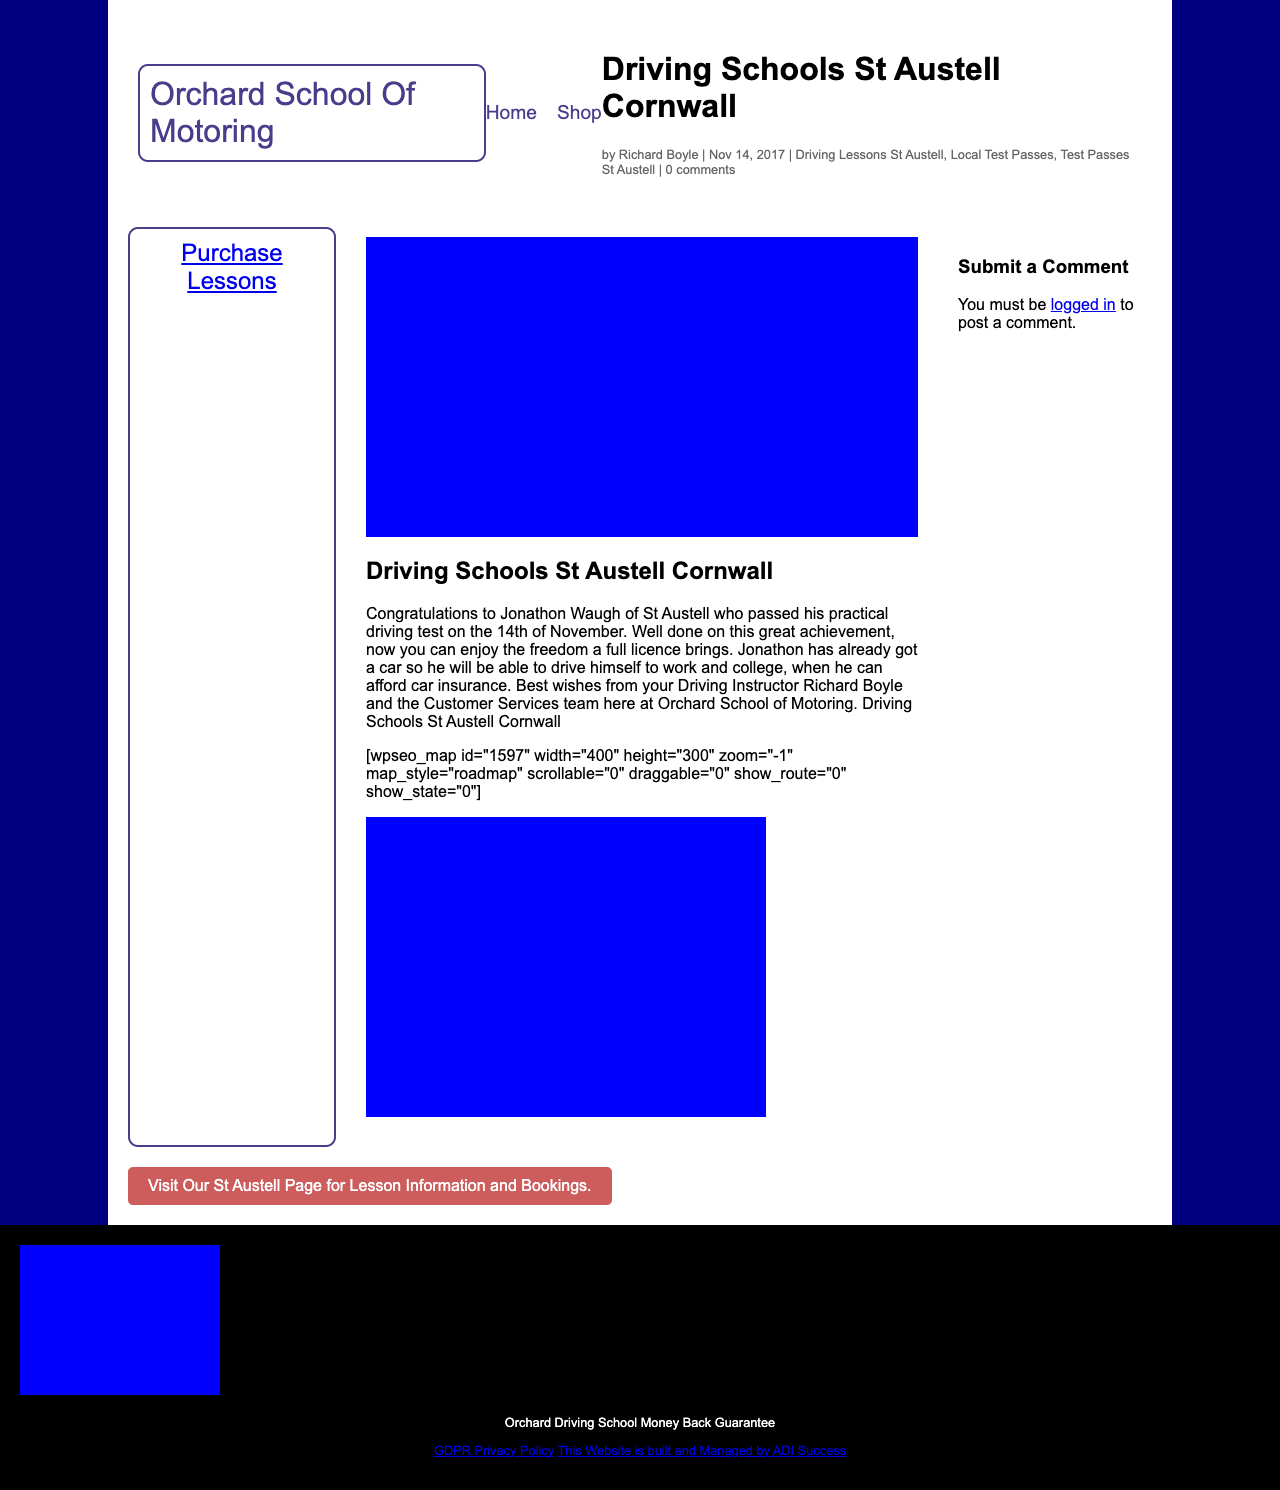 Orchard School Of
Motoring
Home
Shop
Driving Schools St Austell
Cornwall
by Richard Boyle | Nov 14, 2017 | Driving Lessons St Austell, Local Test Passes, Test Passes
St Austell | 0 comments
Purchase
Lessons
Driving Schools St Austell Cornwall
Congratulations to Jonathon Waugh of St Austell who passed his practical
driving test on the 14th of November. Well done on this great achievement,
now you can enjoy the freedom a full licence brings. Jonathon has already got
a car so he will be able to drive himself to work and college, when he can
afford car insurance. Best wishes from your Driving Instructor Richard Boyle
and the Customer Services team here at Orchard School of Motoring. Driving
Schools St Austell Cornwall
[wpseo_map id="1597" width="400" height="300" zoom="-1"
map_style="roadmap" scrollable="0" draggable="0" show_route="0"
show_state="0"]
Submit a Comment
You must be logged in to
post a comment.
Visit Our St Austell Page for Lesson Information and Bookings.
Orchard Driving School Money Back Guarantee
GDPR Privacy Policy This Website is built and Managed by ADI Success